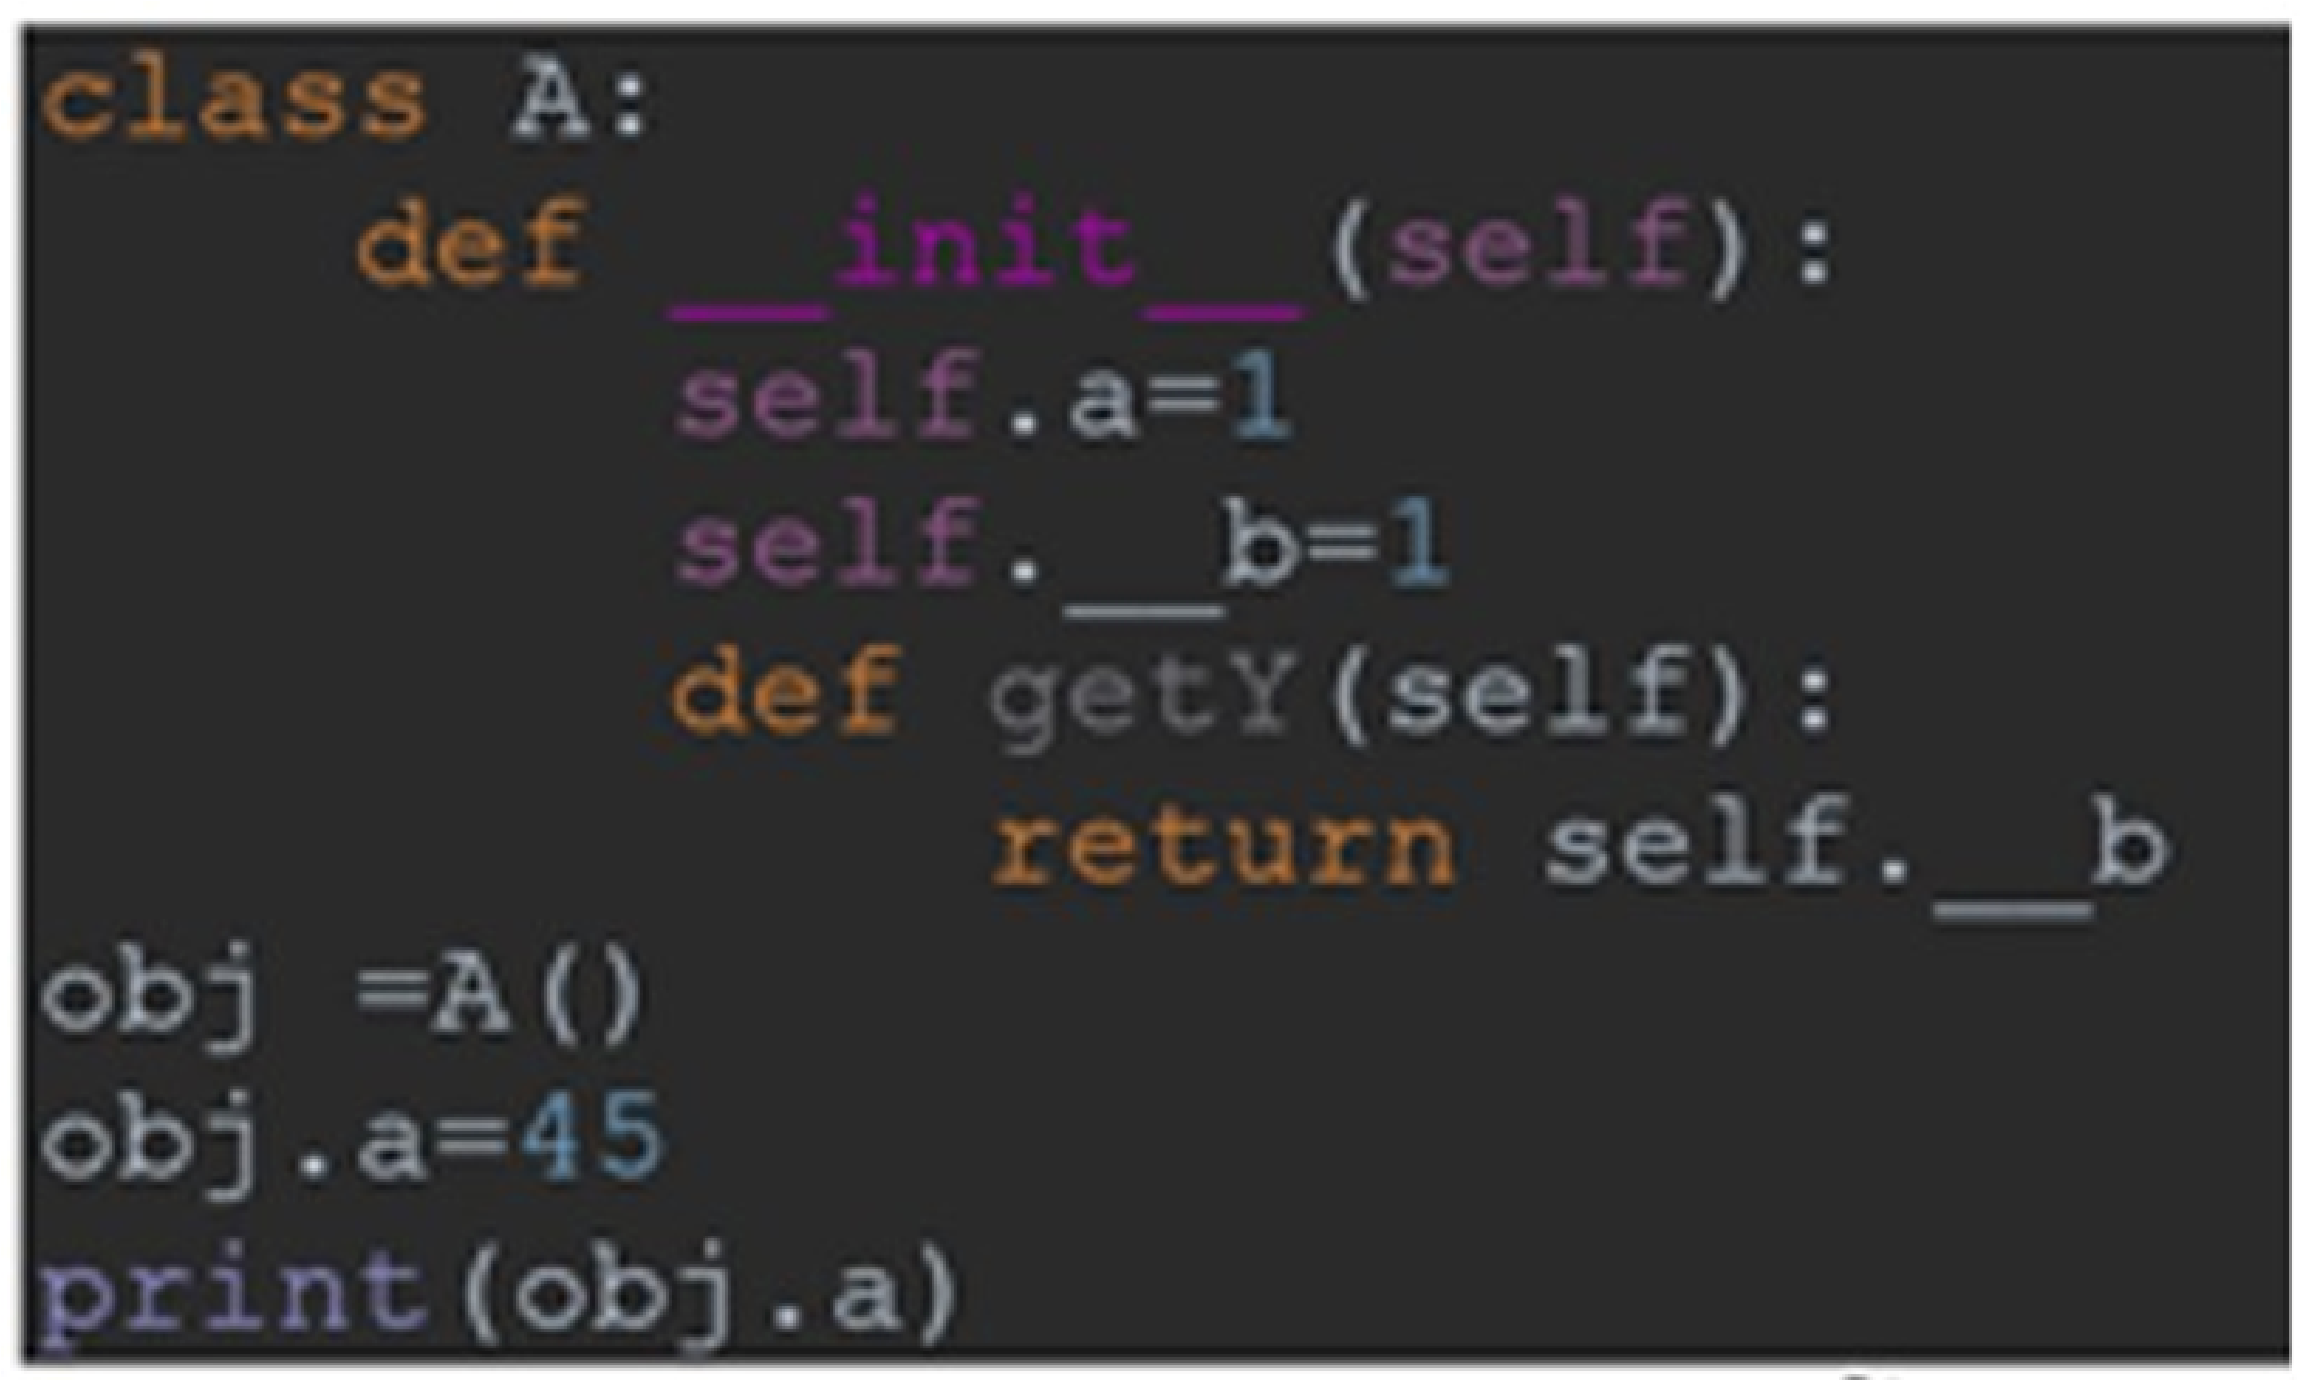 class A:
    def __init__(self):
        self.a=1
        self.__b=1
        def getY(self):
            return self.__b
obj =A()
obj.a=45
print(obj.a)